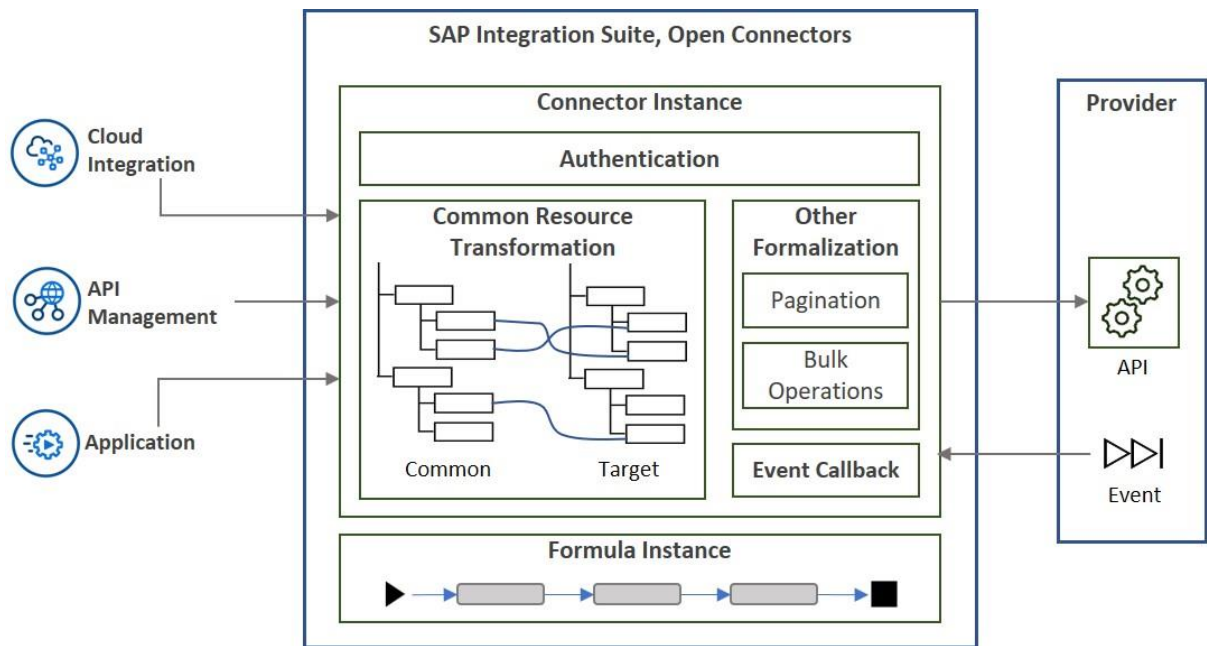 SAP Integration Suite, Open Connectors
Cloud
Integration
API
Management
Application
Connector Instance
Authentication
Common Resource
Transformation
Common
Target
Other
Formalization
Pagination
Bulk
Operations
Event Callback
Formula Instance
Provider
API
Event